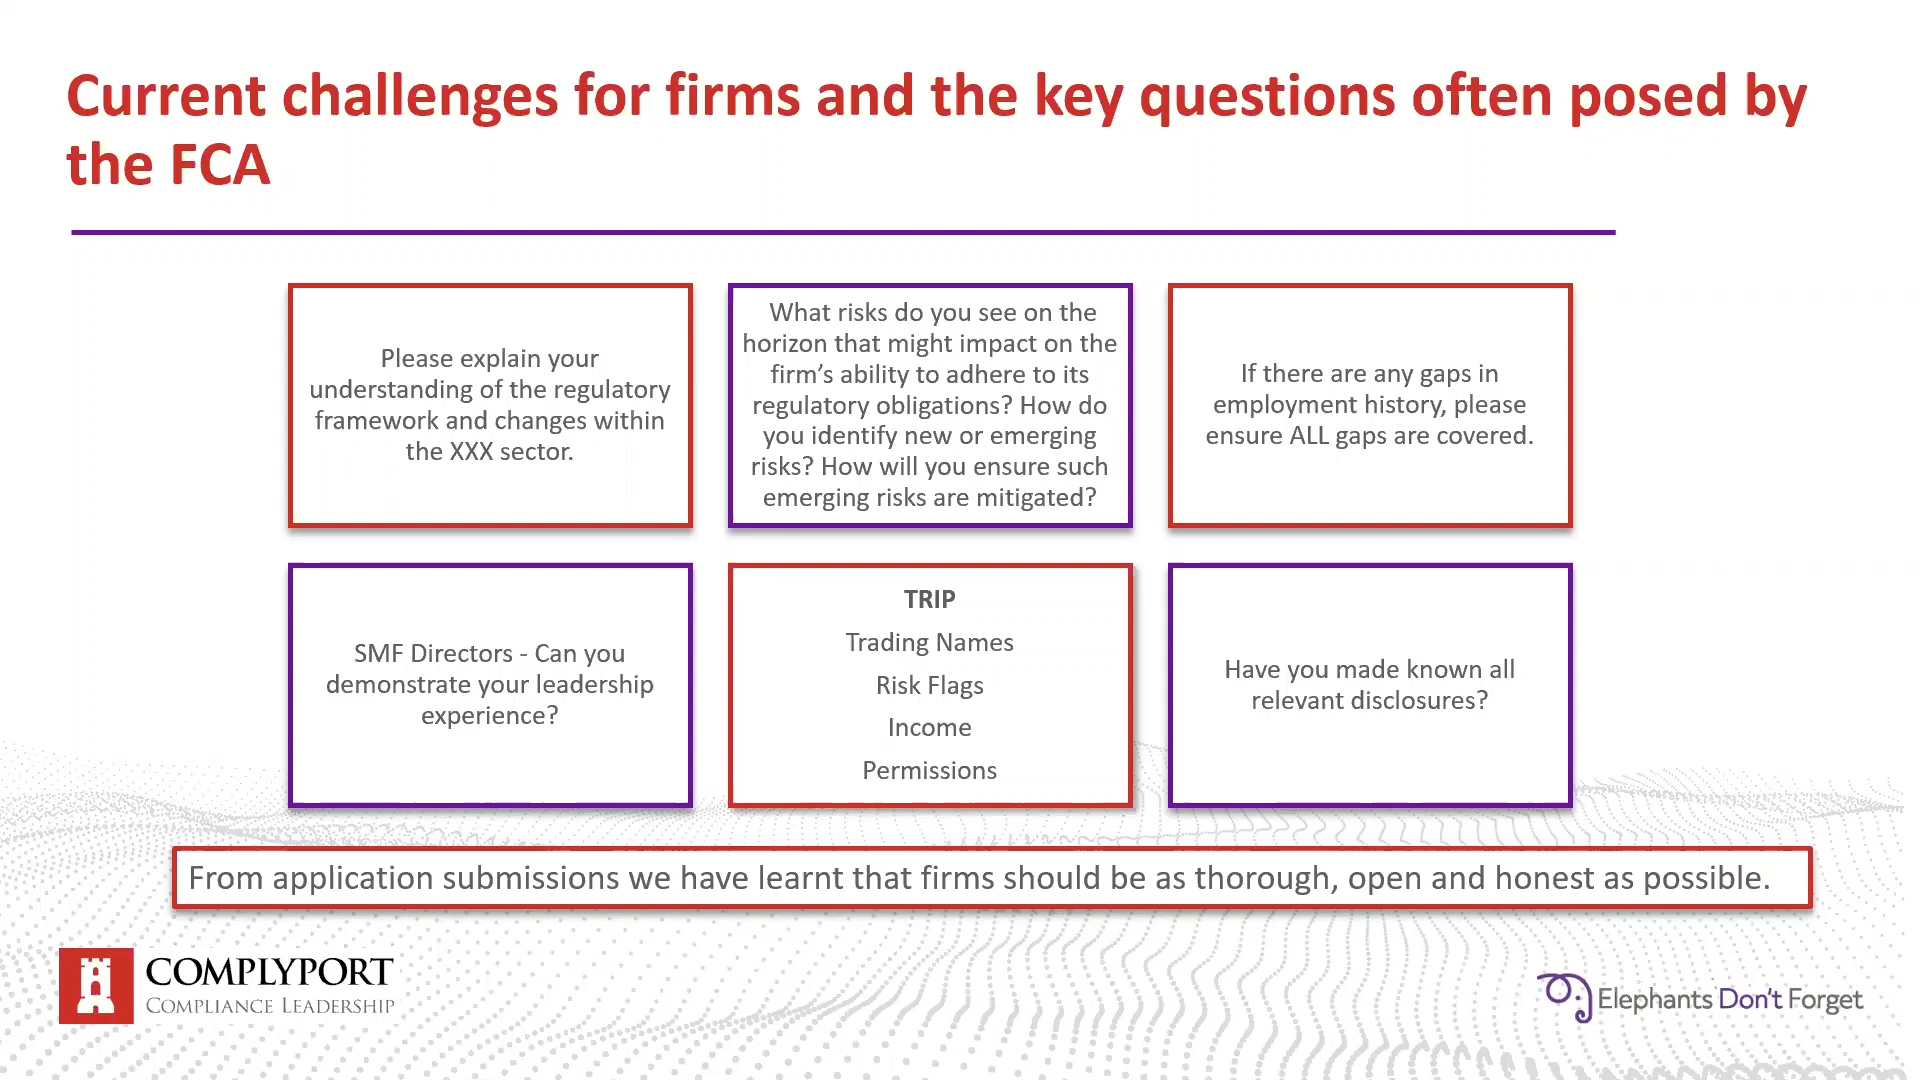 Current challenges for firms and the key questions often posed by
the FCA
Please explain your
understanding of the regulatory
framework and changes within
the XXX sector.
What risks do you see on the
horizon that might impact on the
firm’s ability to adhere to its
regulatory obligations? How do
you identify new or emerging
risks? How will you ensure such
emerging risks are mitigated?
If there are any gaps in
employment history, please
ensure ALL gaps are covered.
SMF Directors - Can you
demonstrate your leadership
experience?
TRIP
Trading Names
Risk Flags
Income
Permissions
Have you made known all
relevant disclosures?
From application submissions we have learnt that firms should be as thorough, open and honest as possible.
COMPLYPORT
COMPLIANCE LEADERSHIP
Elephants Don’t Forget